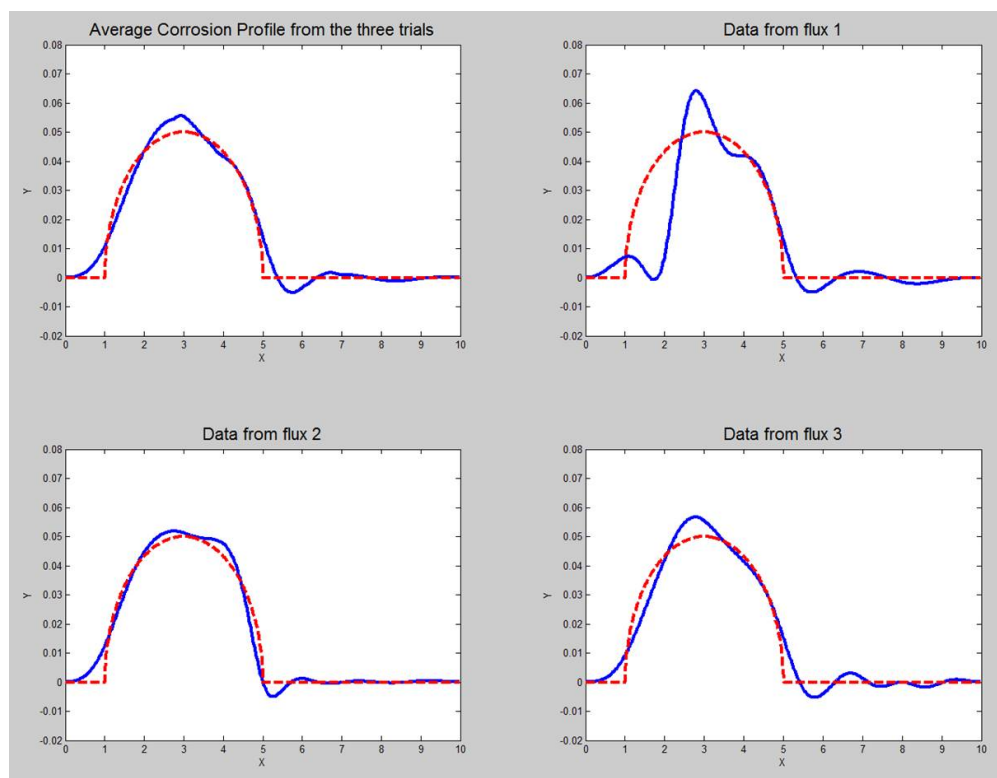 Average Corrosion Profile from the three trials
0.08
0.07
0.06
0.05
0.04
0.03
0.02
0.01
0
-0.01
-0.02
Y
0 1 2 3 4 5 6 7 8 9 10
X
Data from flux 1
0.08
0.07
0.06
0.05
0.04
0.03
0.02
0.01
0
-0.01
-0.02
Y
0 1 2 3 4 5 6 7 8 9 10
X
Data from flux 2
0.08
0.07
0.06
0.05
0.04
0.03
0.02
0.01
0
-0.01
-0.02
Y
0 1 2 3 4 5 6 7 8 9 10
X
Data from flux 3
0.08
0.07
0.06
0.05
0.04
0.03
0.02
0.01
0
-0.01
-0.02
Y
0 1 2 3 4 5 6 7 8 9 10
X